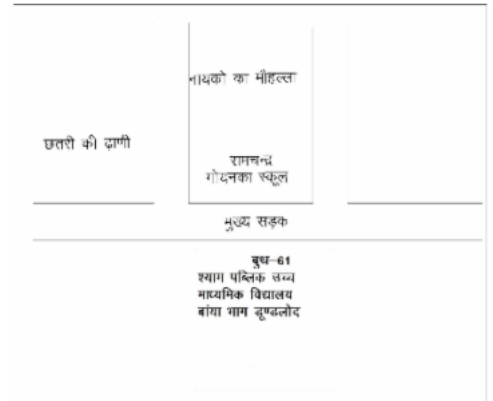 नायको का मौहल्ला
छतरी की ढ़ाणी
रामचन्द्र
गोयनका स्कूल
मुख्य सड़क
बुथ-61
श्याम पब्लिक उच्च
माध्यमिक विद्यालय
बांया भाग डूण्डलोद